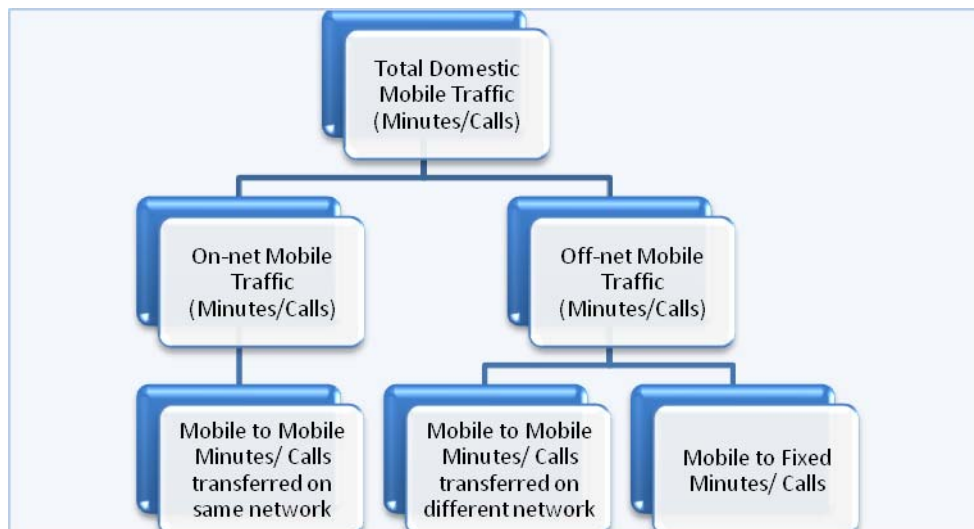 Total Domestic
Mobile Traffic
(Minutes/Calls)
On-net Mobile
Traffic
(Minutes/Calls)
Off-net Mobile
Traffic
(Minutes/Calls)
Mobile to Mobile
Minutes/ Calls
transferred on
same network
Mobile to Mobile
Minutes/ Calls
transferred on
different network
Mobile to Fixed
Minutes/ Calls